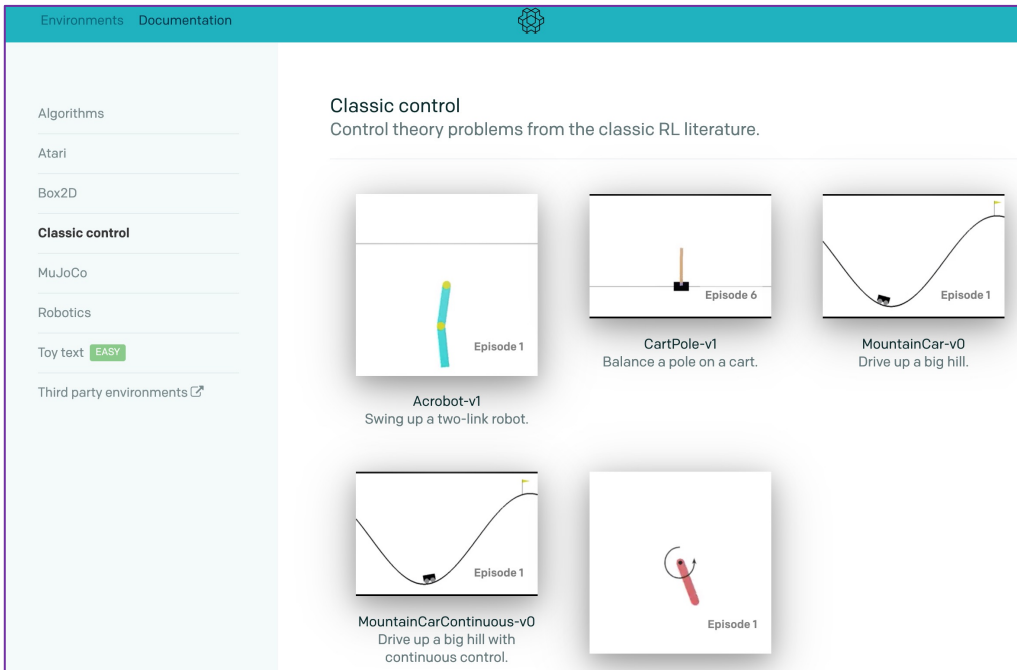 Environments Documentation
Algorithms
Atari
Box2D
Classic control
MuJoCo
Robotics
Toy text EASY
Third party environments
Classic control
Control theory problems from the classic RL literature.
Episode 1
Acrobot-v1
Swing up a two-link robot.
Episode 6
CartPole-v1
Balance a pole on a cart.
Episode 1
MountainCar-v0
Drive up a big hill.
Episode 1
MountainCarContinuous-v0
Drive up a big hill with
continuous control.
Episode 1